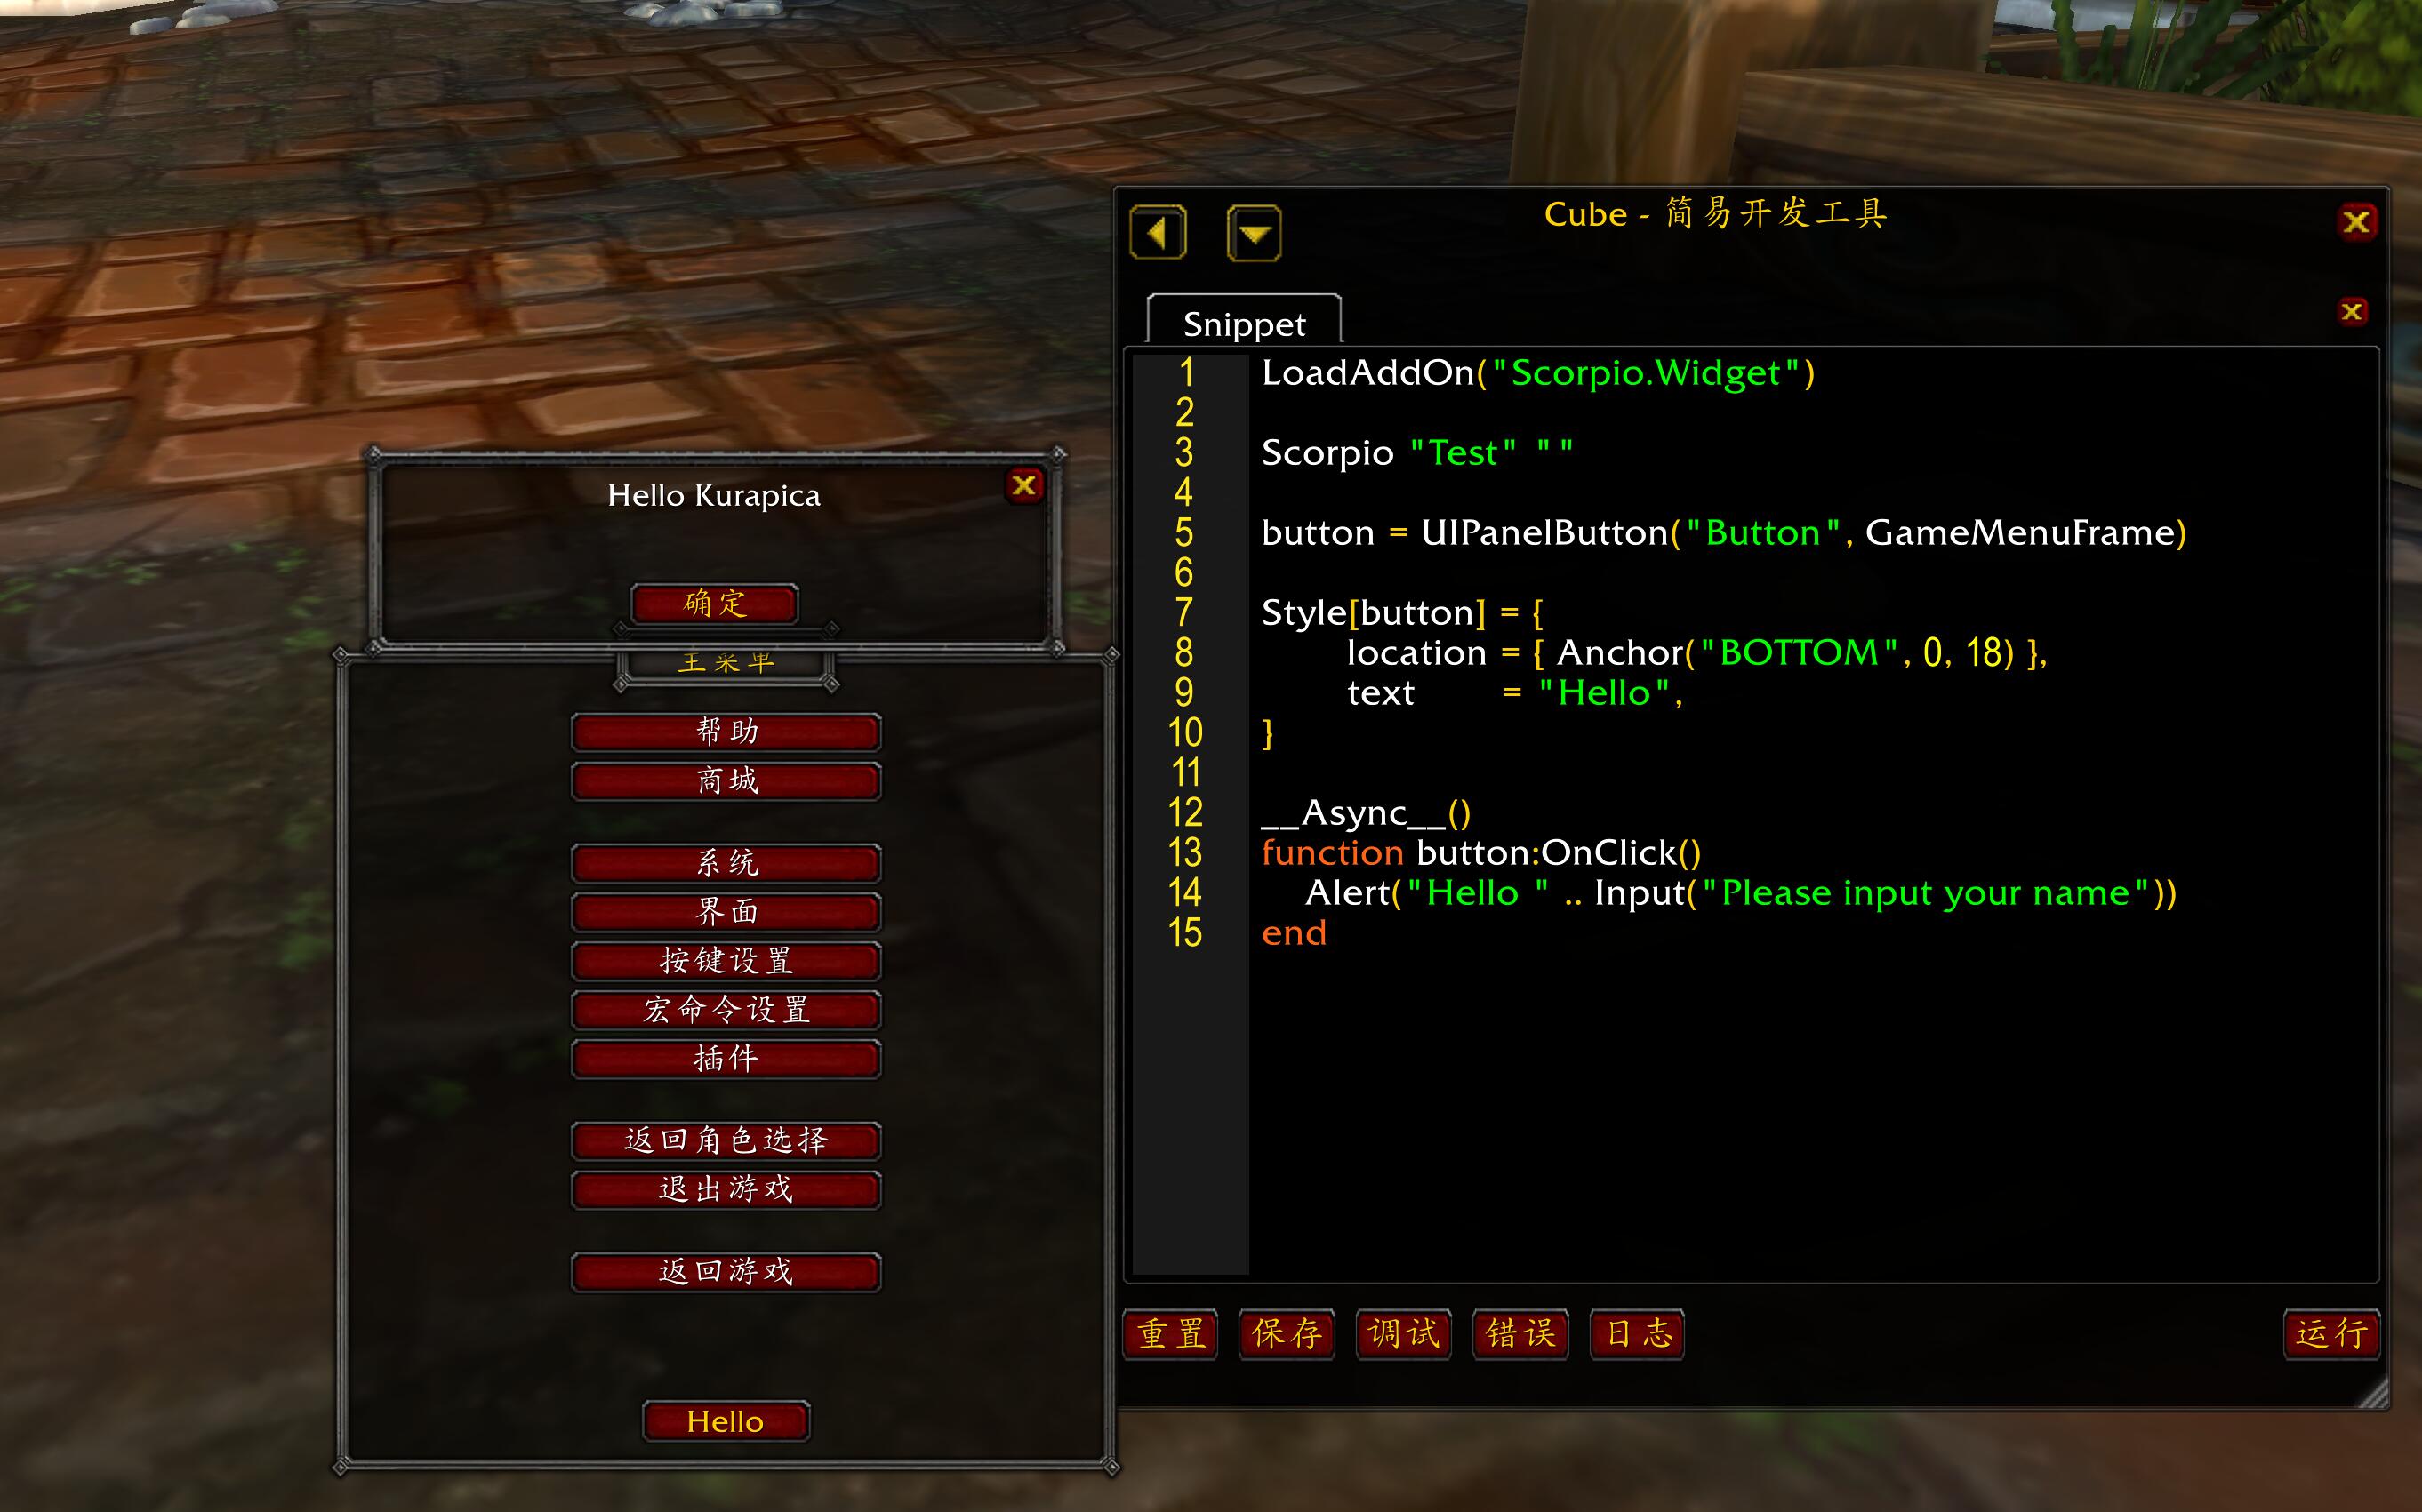 Cube - 简易开发工具
Snippet
1 LoadAddOn("Scorpio.Widget")
2
3 Scorpio "Test" ""
4
5 button = UIPanelButton("Button", GameMenuFrame)
6
7 Style[button] = {
8 location = { Anchor("BOTTOM", 0, 18) },
9 text = "Hello",
10 }
11
12 __Async__()
13 function button:OnClick()
14 Alert("Hello " .. Input("Please input your name"))
15 end
重置 保存 调试 错误 日志 运行
Hello Kurapica
确定
主菜单
帮助
商城
系统
界面
按键设置
宏命令设置
插件
返回角色选择
退出游戏
返回游戏
Hello